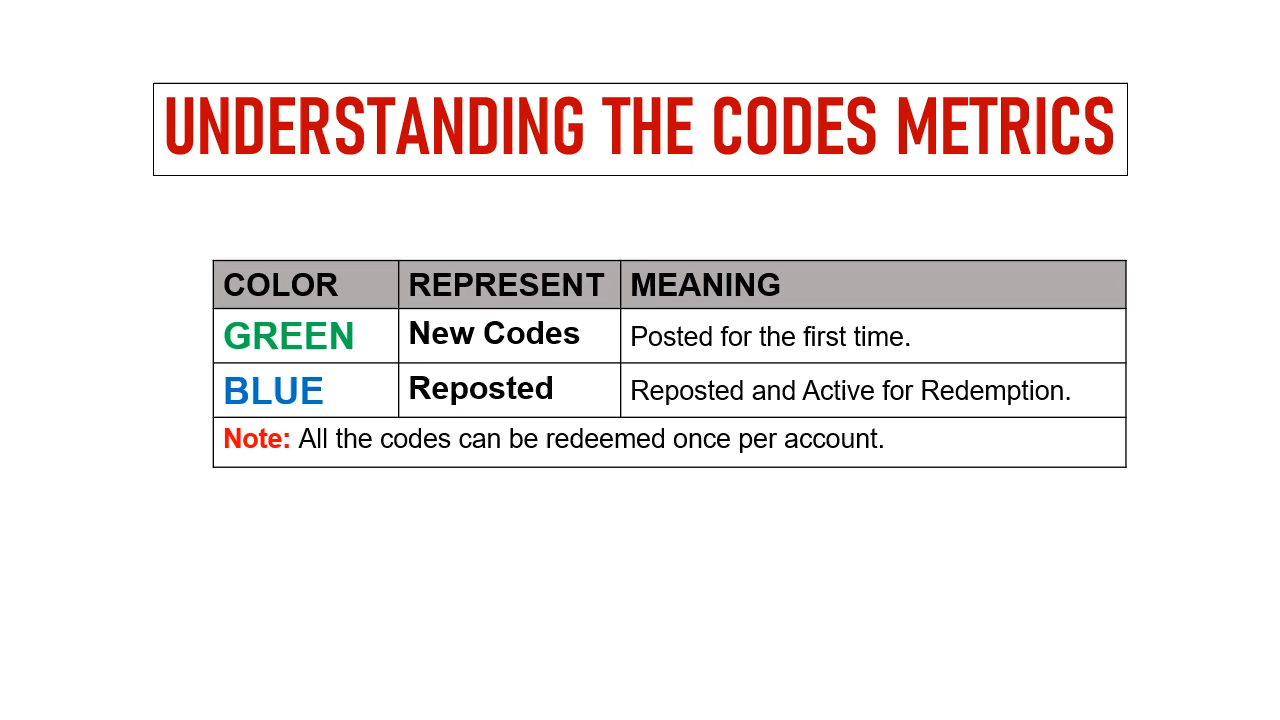 UNDERSTANDING THE CODES METRICS
COLOR REPRESENT MEANING
GREEN New Codes Posted for the first time.
BLUE Reposted Reposted and Active for Redemption.
Note: All the codes can be redeemed once per account.